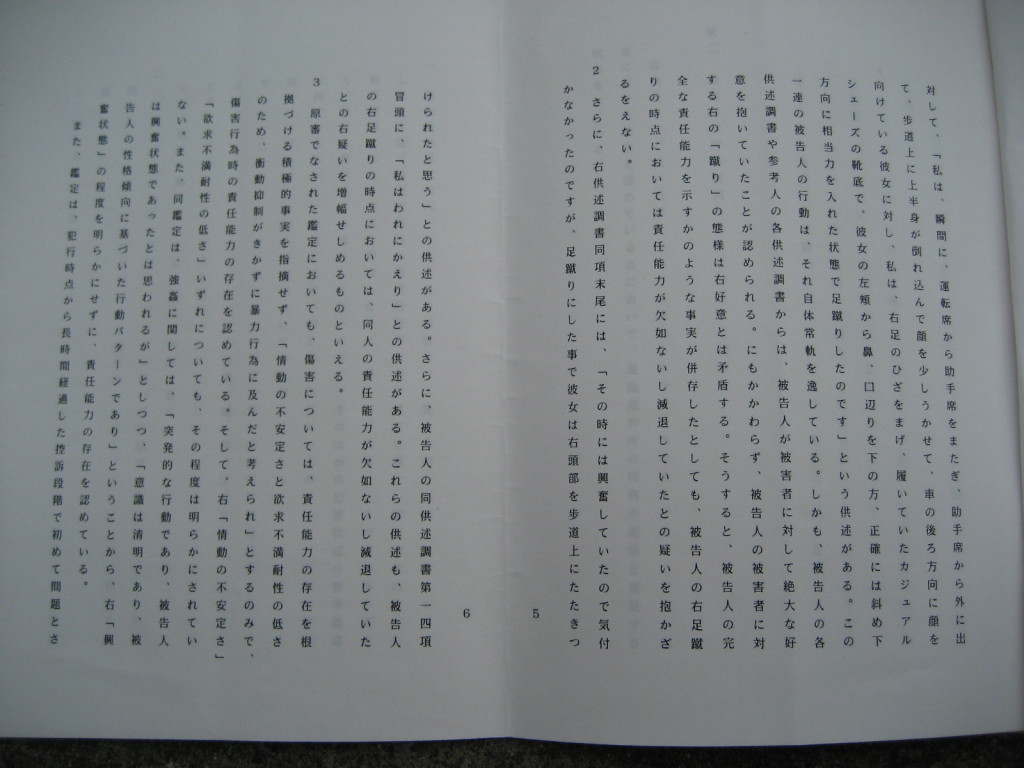 対して、「私は、瞬間に、運転席から助手席をまたぎ、助手席から外に出
て、歩道上に上半身が倒れ込んで顔を少しうかせて、車の後ろ方向に顔を
向けている彼女に対し、私は、右足のひざをまげ、履いていたカジュアル
シューズの靴底で、彼女の左頬から鼻、口辺りを下の方、正確には斜め下
方向に相当力を入れた状態で足蹴りしたのです」という供述がある。この
一連の被告人の行動は、それ自体常軌を逸している。しかも、被告人の各
供述調書や参考人の各供述調書からは、被告人が被害者に対して絶大な好
意を抱いていたことが認められる。にもかかわらず、被告人の被害者に対
する右の「蹴り」の態様は右好意とは矛盾する。そうすると、被告人の完
全な責任能力を示すかのような事実が併存したとしても、被告人の右足蹴
りの時点においては責任能力が欠如ないし減退していたとの疑いを抱かざ
るをえない。
2 さらに、右供述調書同項末尾には、「その時には興奮していたので気付
かなかったのですが、足蹴りにした事で彼女は右頭部を歩道上にたたきつ
5
けられたと思う」との供述がある。さらに、被告人の同供述調書第一四項
冒頭に、「私はわれにかえり」との供述がある。これらの供述も、被告人
の右足蹴りの時点においては、同人の責任能力が欠如ないし減退していた
との右疑いを増幅せしめるものといえる。
3 原審でなされた鑑定においても、傷害については、責任能力の存在を根
拠づける積極的事実を指摘せず、「情動の不安定さと欲求不満耐性の低さ
のため、衝動抑制がきかずに暴力行為に及んだと考えられ」とするのみで、
傷害行為時の責任能力の存在を認めている。そして、右「情動の不安定さ」
「欲求不満耐性の低さ」いずれについても、その程度は明らかにされてい
ない。また、同鑑定は、強姦に関しては、「突発的な行動であり、被告人
は興奮状態であったとは思われるが」としつつ、「意識は清明であり、被
告人の性格傾向に基づいた行動パターンであり」ということから、右「興
奮状態」の程度を明らかにせずに、責任能力の存在を認めている。
また、鑑定は、犯行時点から長時間経過した控訴段階で初めて問題とさ
6